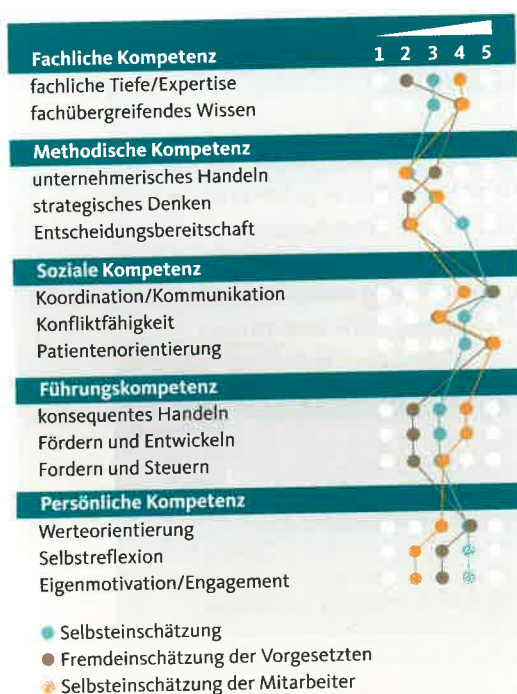 Fachliche Kompetenz 1 2 3 4 5
fachliche Tiefe/Expertise
fachübergreifendes Wissen
Methodische Kompetenz
unternehmerisches Handeln
strategisches Denken
Entscheidungsbereitschaft
Soziale Kompetenz
Koordination/Kommunikation
Konfliktfähigkeit
Patientenorientierung
Führungskompetenz
konsequentes Handeln
Fördern und Entwickeln
Fordern und Steuern
Persönliche Kompetenz
Werteorientierung
Selbstreflexion
Eigenmotivation/Engagement
Selbsteinschätzung
Fremdeinschätzung der Vorgesetzten
Selbsteinschätzung der Mitarbeiter